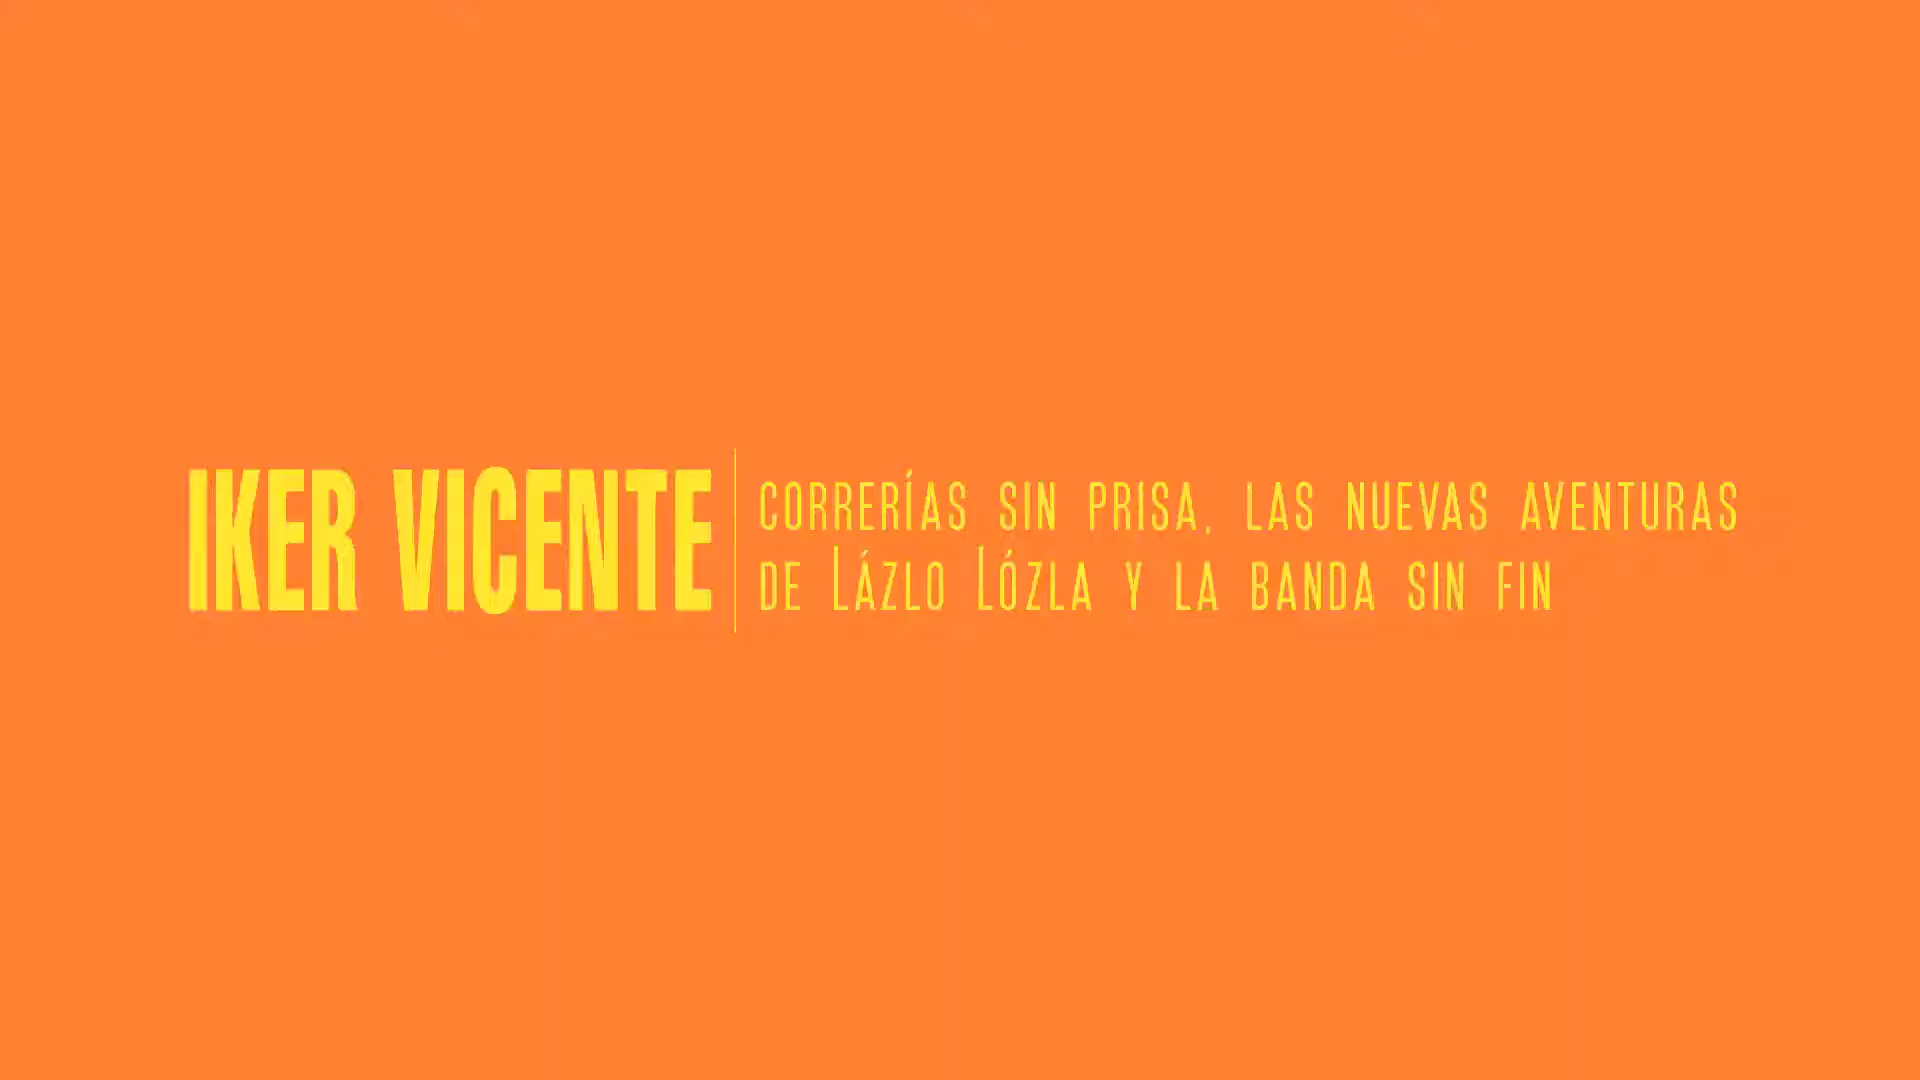 IKER VICENTE
CORRERÍAS SIN PRISA, LAS NUEVAS AVENTURAS
DE LÁZLO LÓZLA Y LA BANDA SIN FIN